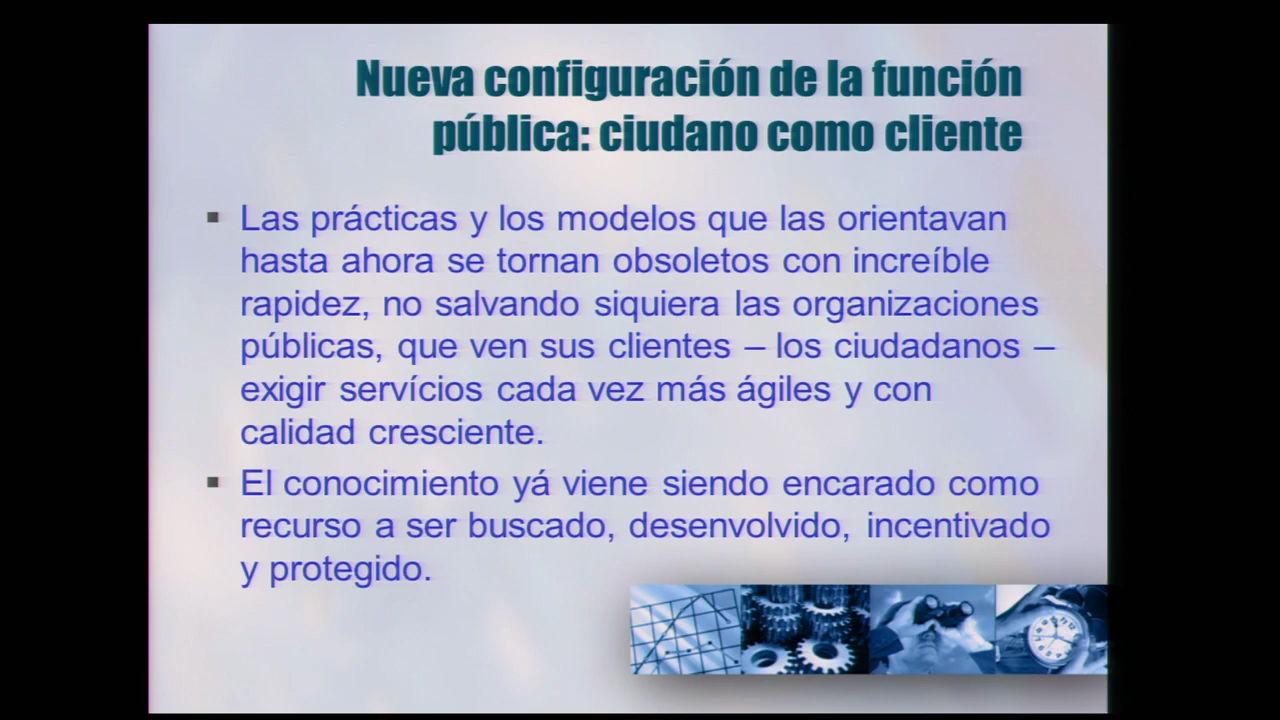 Nueva configuración de la función
pública: ciudano como cliente
Las prácticas y los modelos que las orientavan
hasta ahora se tornan obsoletos con increíble
rapidez, no salvando siquiera las organizaciones
públicas, que ven sus clientes – los ciudadanos –
exigir servícios cada vez más ágiles y con
calidad cresciente.
El conocimiento yá viene siendo encarado como
recurso a ser buscado, desenvolvido, incentivado
y protegido.